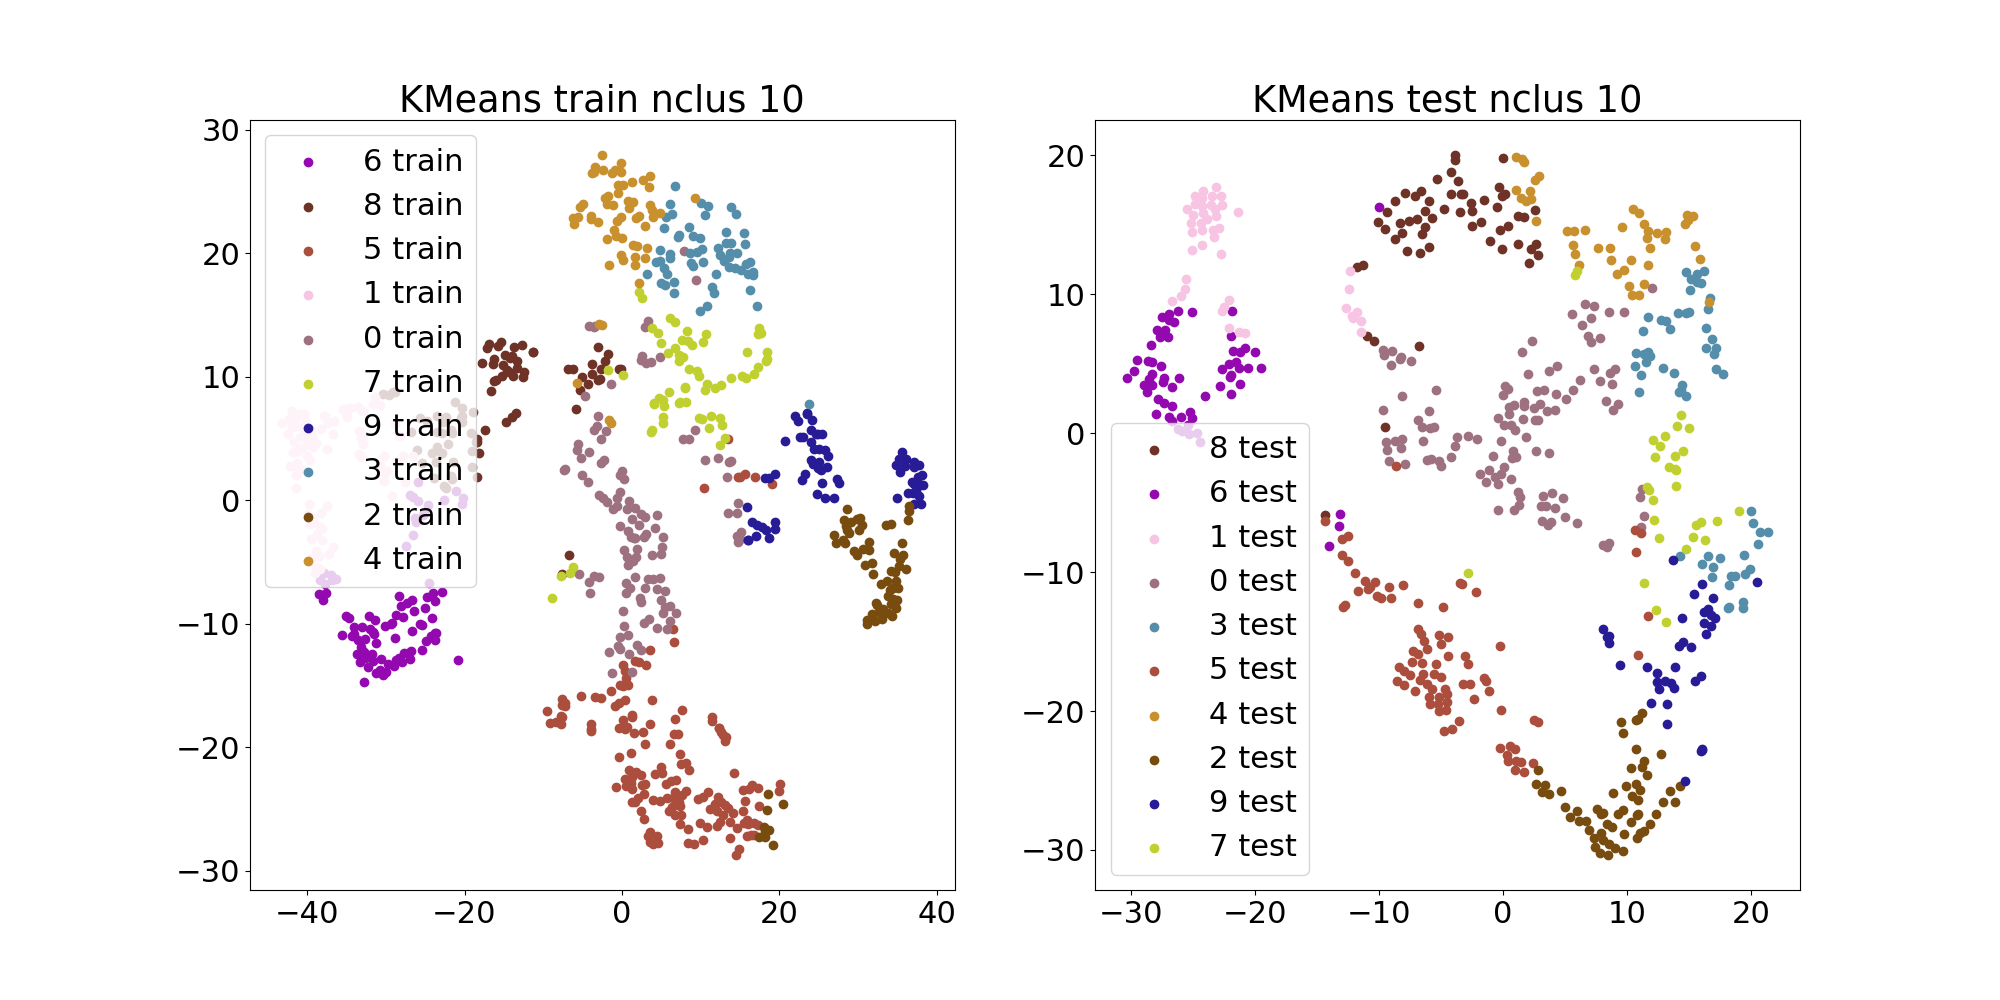 KMeans train nclus 10
30
20
10
0
−10
−20
−30
−40
−20
0
20
40
6 train
8 train
5 train
1 train
0 train
7 train
9 train
3 train
2 train
4 train
KMeans test nclus 10
20
10
0
−10
−20
−30
−30
−20
−10
0
10
20
8 test
6 test
1 test
0 test
3 test
5 test
4 test
2 test
9 test
7 test